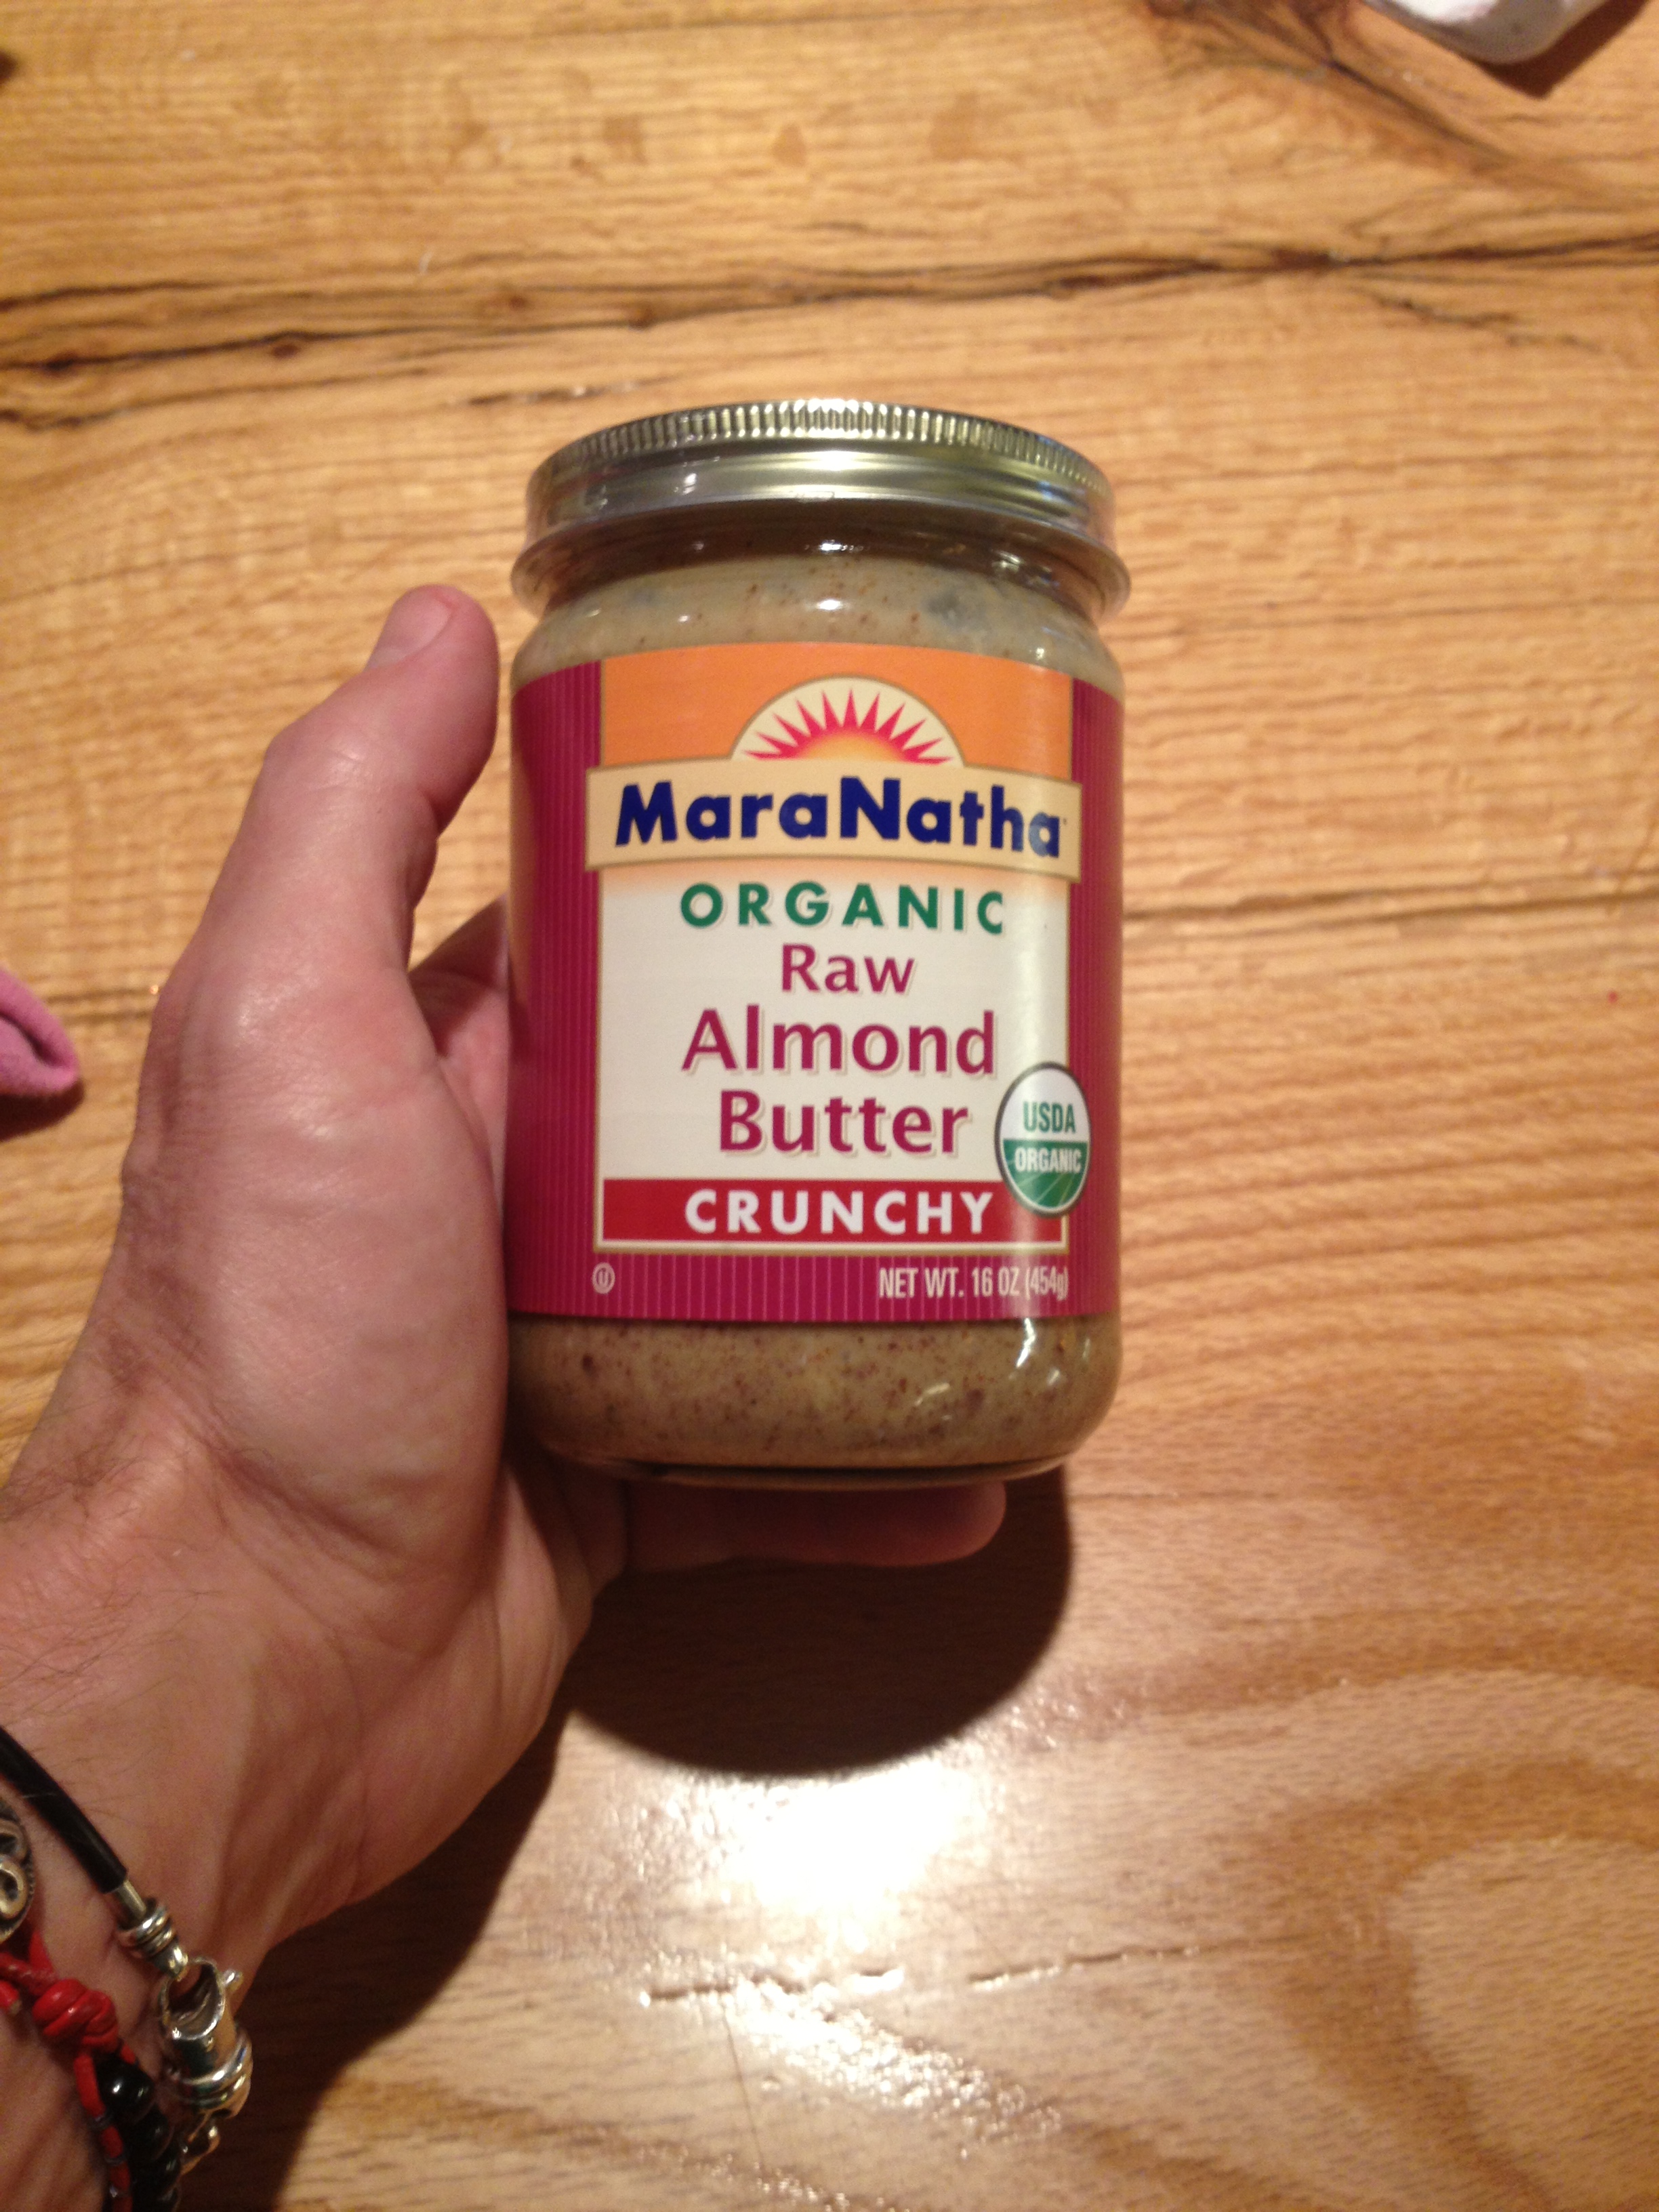 MaraNatha
ORGANIC
Raw
Almond
Butter
USDA
ORGANIC
CRUNCHY
U
NET WT. 16 OZ (454g)